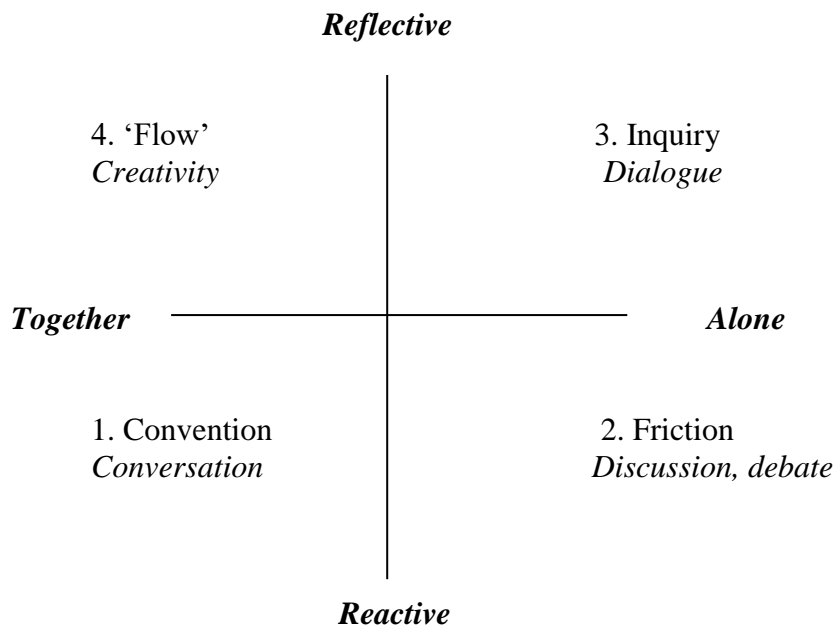 Reflective
4. ‘Flow’
Creativity
3. Inquiry
Dialogue
Together
Alone
1. Convention
Conversation
2. Friction
Discussion, debate
Reactive